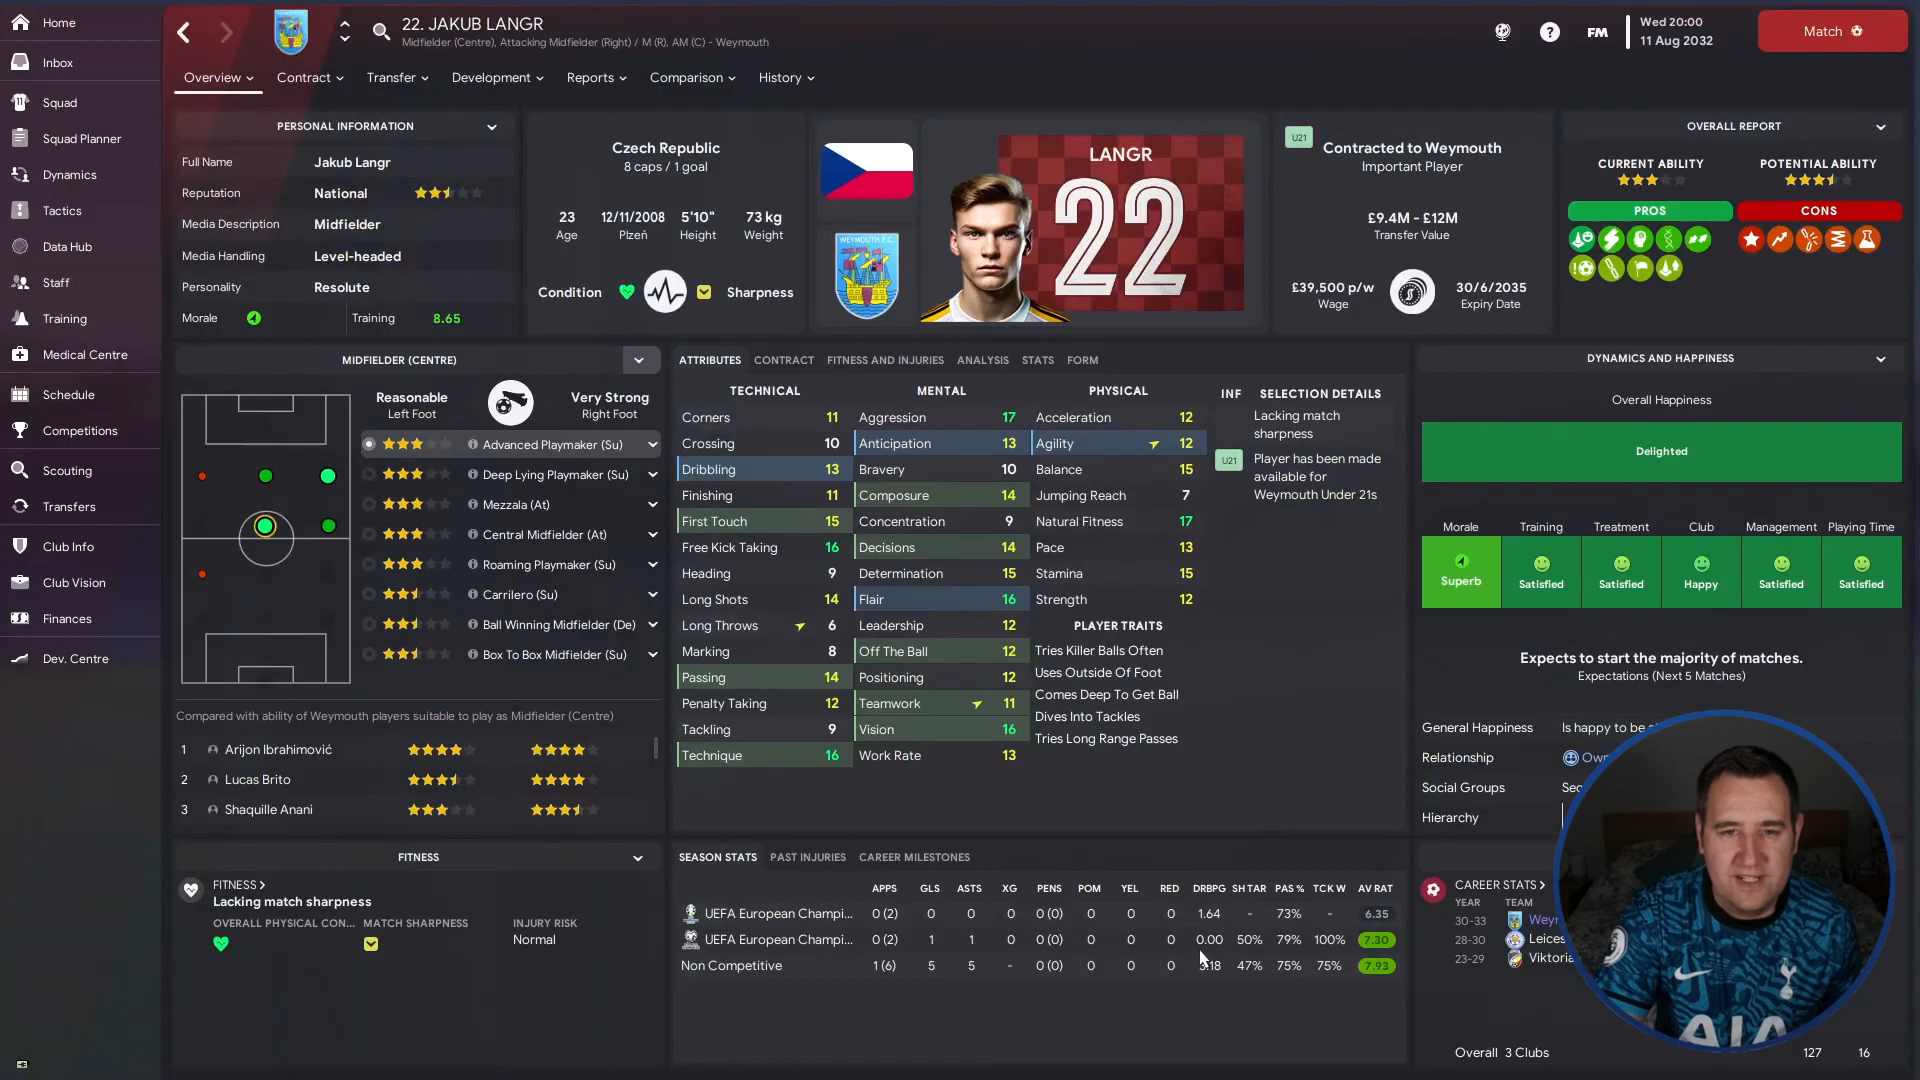 Home
Inbox
Squad
Squad Planner
Dynamics
Tactics
Data Hub
Staff
Training
Medical Centre
Schedule
Competitions
Scouting
Transfers
Club Info
Club Vision
Finances
Dev. Centre
22. JAKUB LANGR
Midfielder (Centre), Attacking Midfielder (Right) / M (R), AM (C) - Weymouth
FM
Wed 20:00
11 Aug 2032
Match
Overview
Contract
Transfer
Development
Reports
Comparison
History
PERSONAL INFORMATION
Full Name Jakub Langr
Reputation National
Media Description Midfielder
Media Handling Level-headed
Personality Resolute
Morale
Training 8.65
Czech Republic
8 caps / 1 goal
23 12/11/2008 5'10" 73 kg
Age Plzeň Height Weight
Condition Sharpness
WEYMOUTH F.C.
LANGR
22
U21
Contracted to Weymouth
Important Player
£9.4M - £12M
Transfer Value
£39,500 p/w
Wage
30/6/2035
Expiry Date
OVERALL REPORT
CURRENT ABILITY POTENTIAL ABILITY
PROS CONS
MIDFIELDER (CENTRE)
Reasonable
Left Foot
Very Strong
Right Foot
Advanced Playmaker (Su)
Deep Lying Playmaker (Su)
Mezzala (At)
Central Midfielder (At)
Roaming Playmaker (Su)
Carrilero (Su)
Ball Winning Midfielder (De)
Box To Box Midfielder (Su)
Compared with ability of Weymouth players suitable to play as Midfielder (Centre)
1 Arijon Ibrahimović
2 Lucas Brito
3 Shaquille Anani
ATTRIBUTES CONTRACT FITNESS AND INJURIES ANALYSIS STATS FORM
TECHNICAL
Corners 11
Crossing 10
Dribbling 13
Finishing 11
First Touch 15
Free Kick Taking 16
Heading 9
Long Shots 14
Long Throws 6
Marking 8
Passing 14
Penalty Taking 12
Tackling 9
Technique 16
MENTAL
Aggression 17
Anticipation 13
Bravery 10
Composure 14
Concentration 9
Decisions 14
Determination 15
Flair 16
Leadership 12
Off The Ball 12
Positioning 12
Teamwork 11
Vision 16
Work Rate 13
PHYSICAL
Acceleration 12
Agility 12
Balance 15
Jumping Reach 7
Natural Fitness 17
Pace 13
Stamina 15
Strength 12
PLAYER TRAITS
Tries Killer Balls Often
Uses Outside Of Foot
Comes Deep To Get Ball
Dives Into Tackles
Tries Long Range Passes
INF SELECTION DETAILS
Lacking match
sharpness
U21
Player has been made
available for
Weymouth Under 21s
DYNAMICS AND HAPPINESS
Overall Happiness
Delighted
Morale Training Treatment Club Management Playing Time
Superb Satisfied Satisfied Happy Satisfied Satisfied
Expects to start the majority of matches.
Expectations (Next 5 Matches)
General Happiness Is happy to be
Relationship
Social Groups
Hierarchy
FITNESS
FITNESS
Lacking match sharpness
OVERALL PHYSICAL CON... MATCH SHARPNESS INJURY RISK
Normal
SEASON STATS PAST INJURIES CAREER MILESTONES
APPS GLS ASTS XG PENS POM YEL RED DRBPG SH TAR PAS % TCK W AV RAT
UEFA European Champi... 0 (2) 0 0 0 0 (0) 0 0 0 1.64 - 73% - 6.35
UEFA European Champi... 0 (2) 1 1 0 0 (0) 0 0 0 0.00 50% 79% 100% 7.30
Non Competitive 1 (6) 5 5 - 0 (0) 0 0 0 47% 75% 75% 7.93
CAREER STATS
YEAR TEAM
30-33
28-30
23-29 Viktoria
Overall 3 Clubs 127 16
AIA